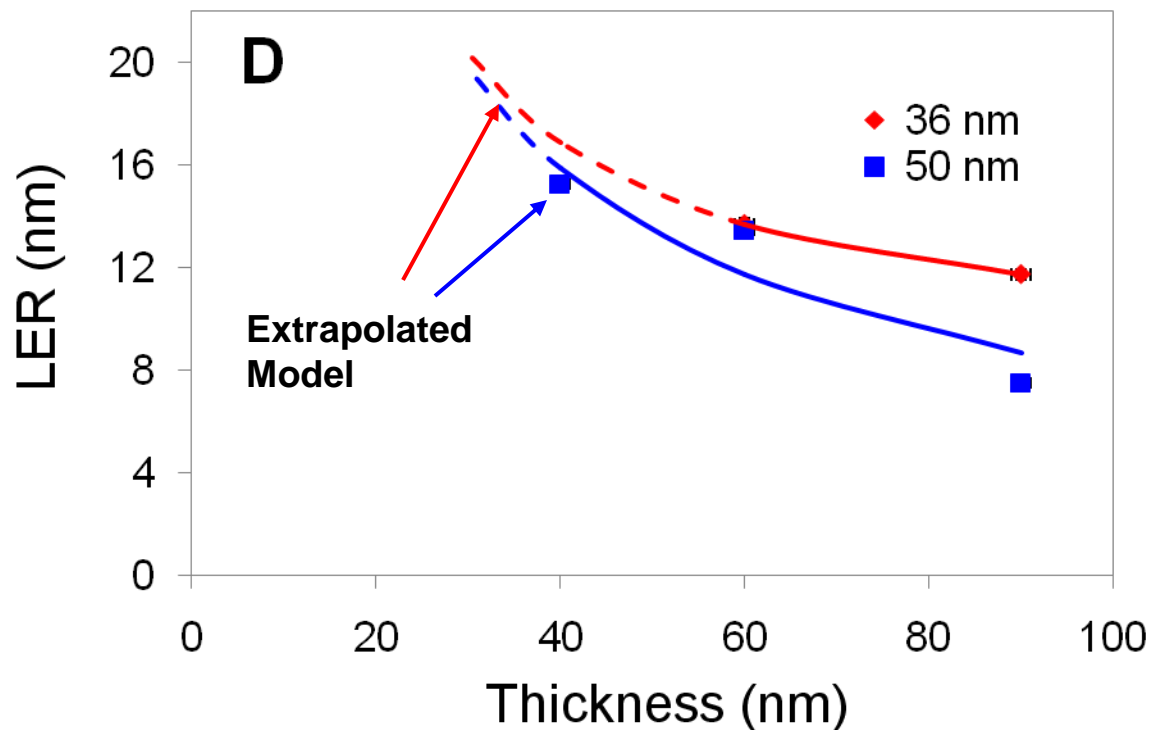 D
20
16
12
8
4
0
LER (nm)
36 nm
50 nm
Extrapolated
Model
0 20 40 60 80 100
Thickness (nm)